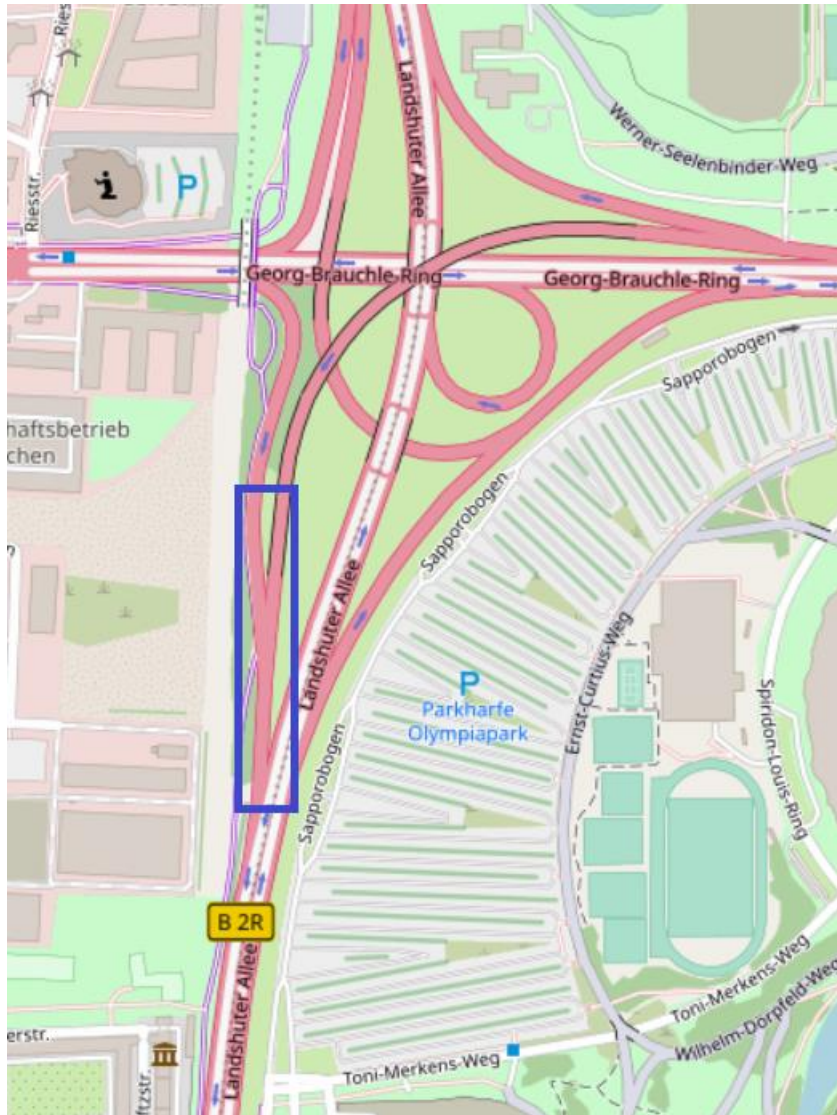 Riesstr.
Landshuter Allee
Werner-Seelenbinder-Weg
P
Riesstr.
Georg-Brauchle-Ring
Georg-Brauchle-Ring
Sapporobogen
haftsbetrieb
chen
Sapporobogen
Landshuter Allee
Ernst-Curtius-Weg
P
Parkharfe
Olympiapark
Spiridon-Louis-Ring
Sapporobogen
B 2R
Landshuter Allee
Toni-Merkens-Weg
Wilhelm-Dörpfeld-Weg
erstr.
Toni-Merkens-Weg
ftzstr.